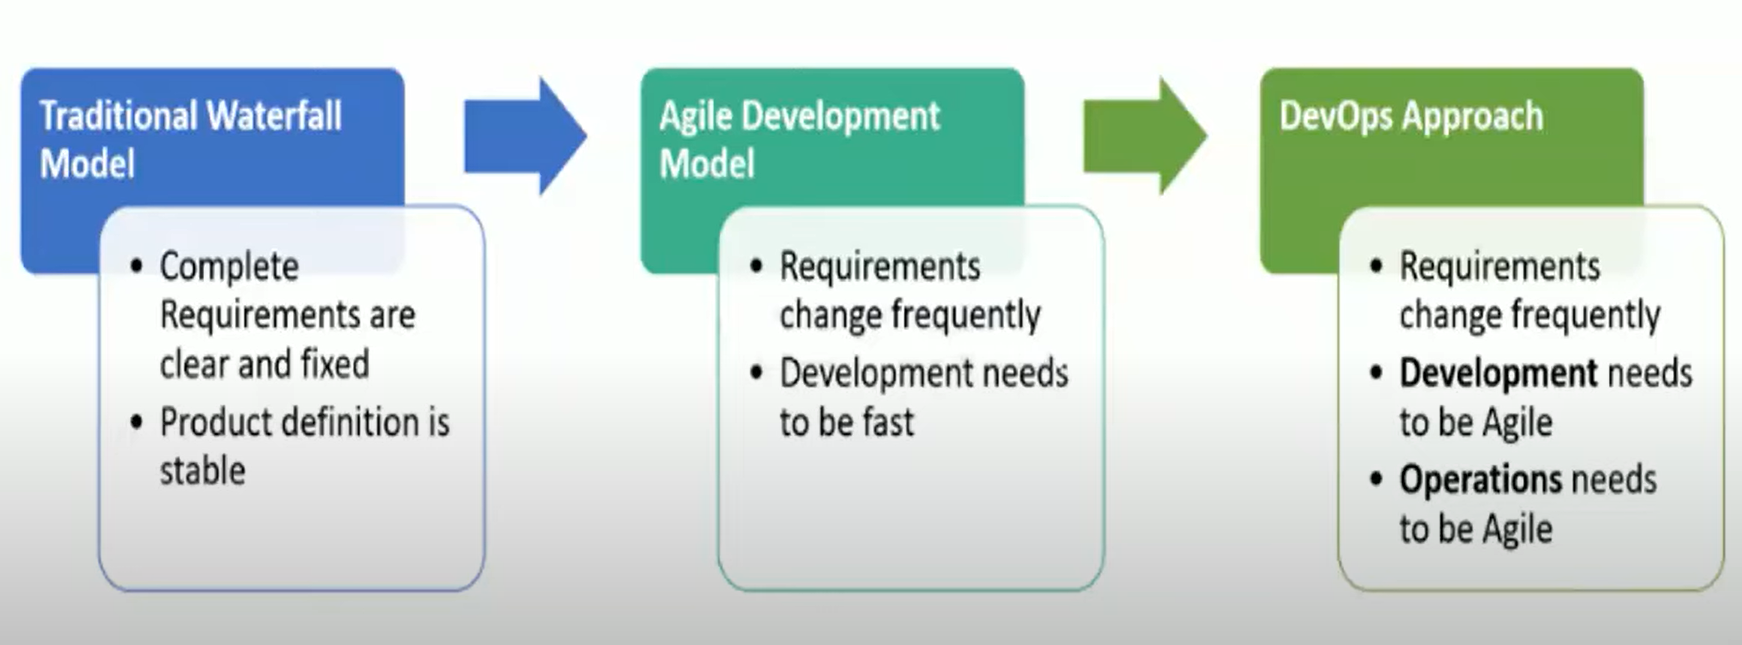 Traditional Waterfall
Model
• Complete
Requirements are
clear and fixed
• Product definition is
stable
Agile Development
Model
• Requirements
change frequently
• Development needs
to be fast
DevOps Approach
• Requirements
change frequently
• Development needs
to be Agile
• Operations needs
to be Agile